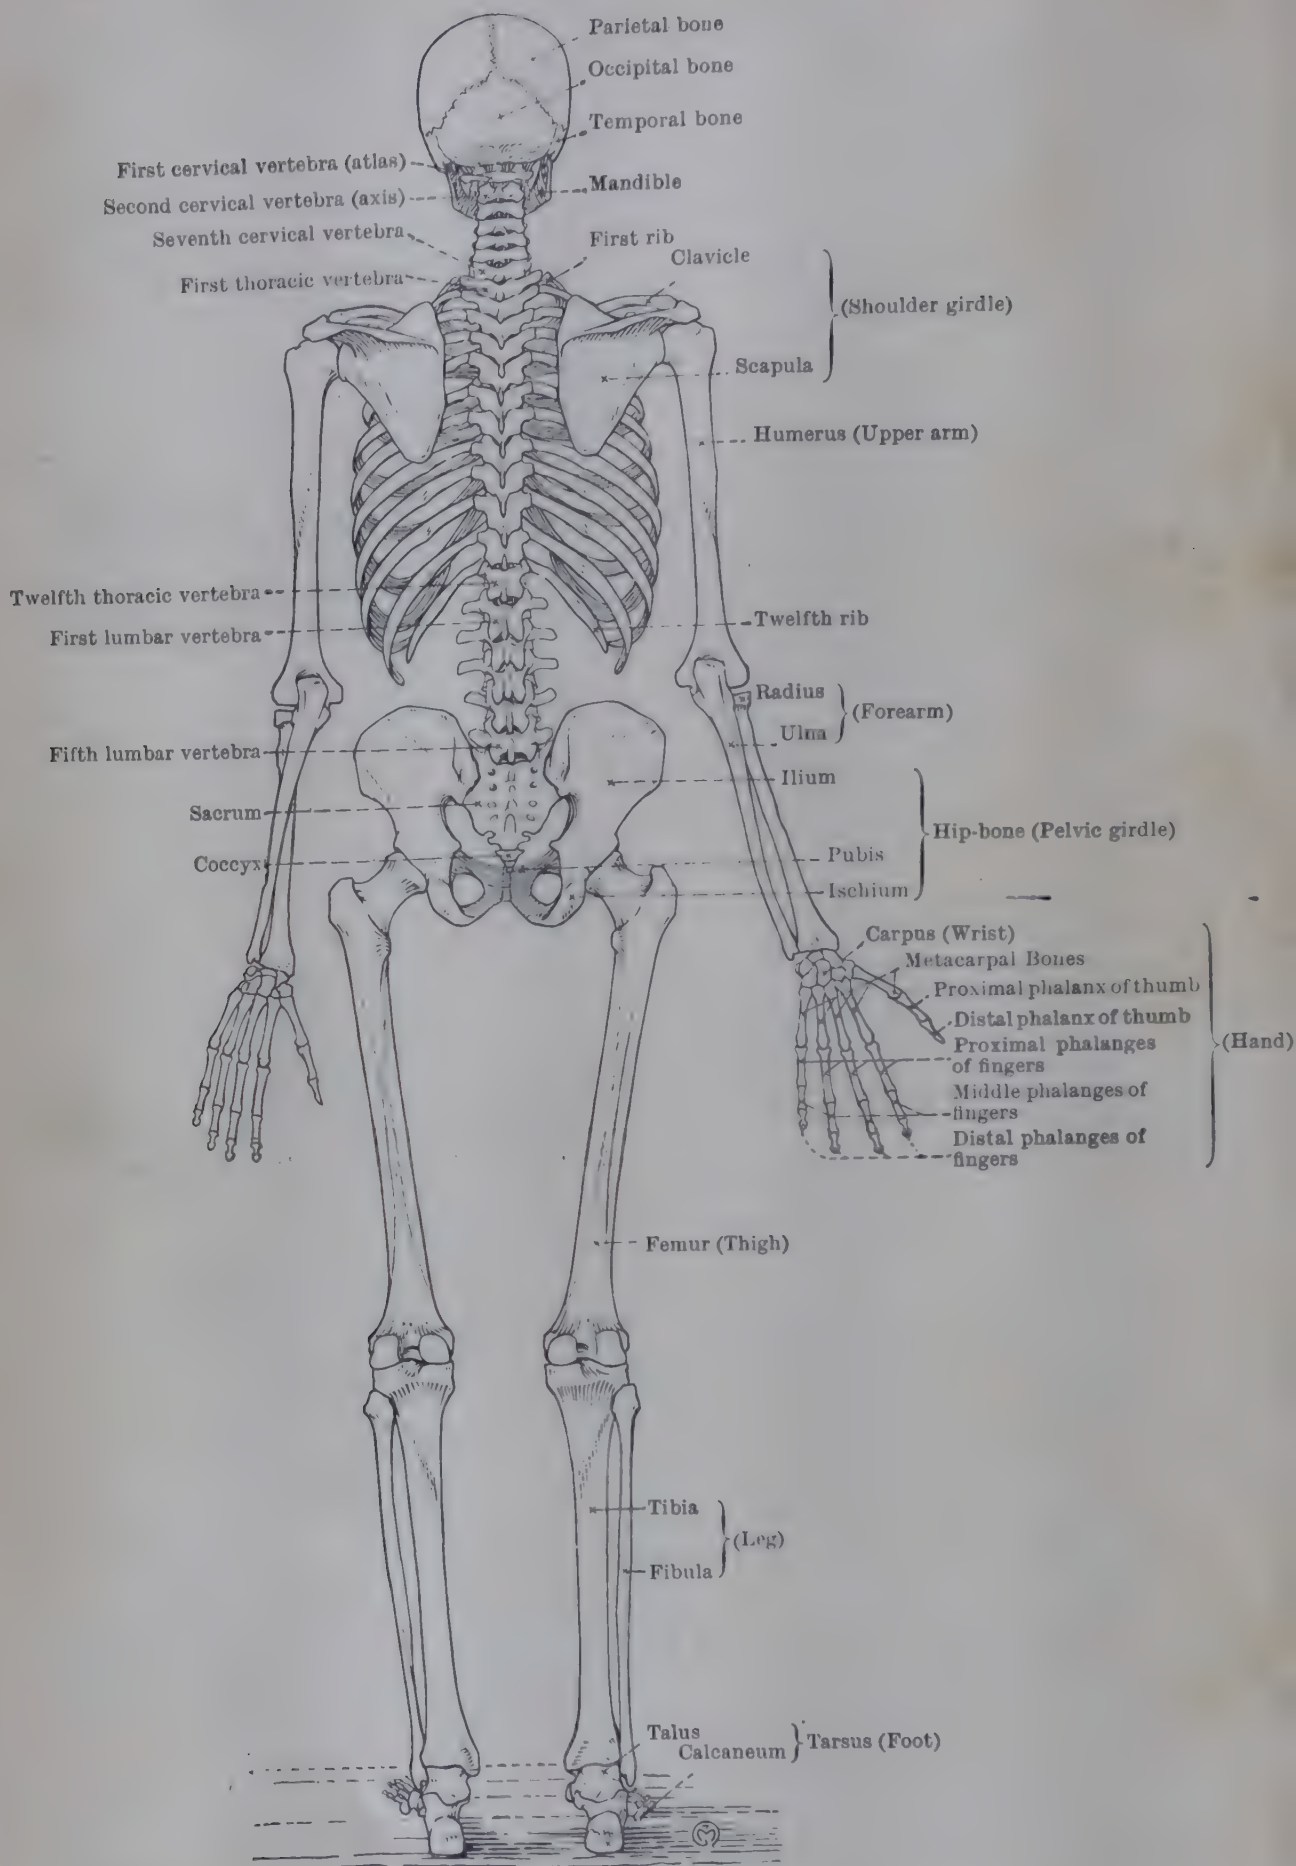 Parietal bone
Occipital bone
Temporal bone
First cervical vertebra (atlas)
Mandible
Second cervical vertebra (axis)
Seventh cervical vertebra
First rib
Clavicle
First thoracic vertebra
(Shoulder girdle)
Scapula
Humerus (Upper arm)
Twelfth thoracic vertebra
First lumbar vertebra
Twelfth rib
Radius
(Forearm)
Ulna
Fifth lumbar vertebra
Ilium
Sacrum
Hip-bone (Pelvic girdle)
Coccyx
Pubis
Ischium
Carpus (Wrist)
Metacarpal Bones
Proximal phalanx of thumb
Distal phalanx of thumb
Proximal phalanges
of fingers
(Hand)
Middle phalanges of
fingers
Distal phalanges of
fingers
Femur (Thigh)
Tibia
(Leg)
Fibula
Talus
Calcaneum
Tarsus (Foot)